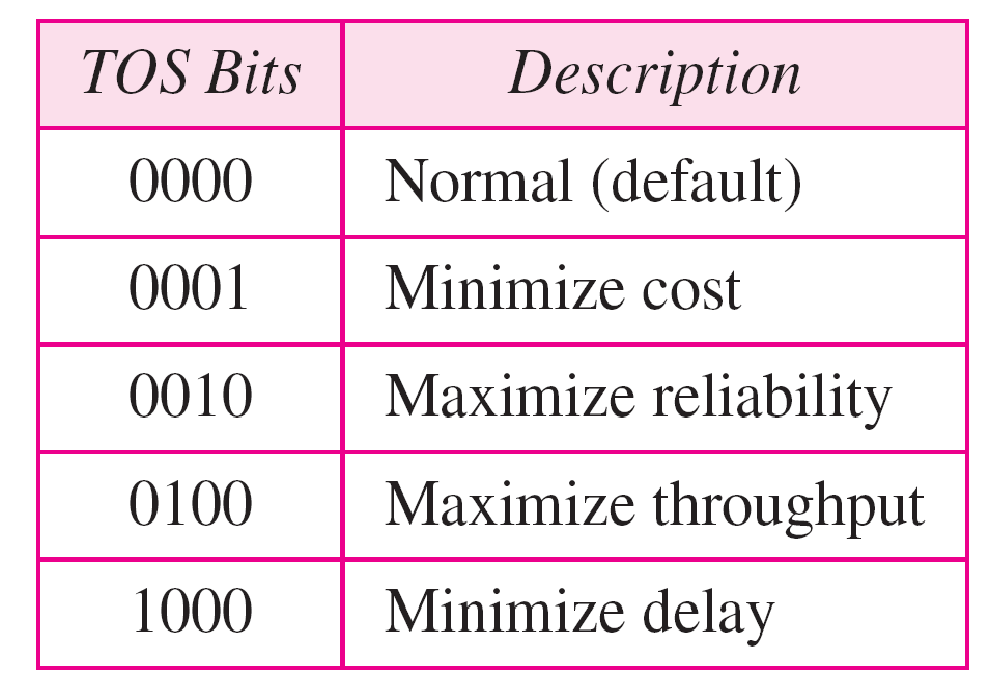 TOS Bits Description
0000 Normal (default)
0001 Minimize cost
0010 Maximize reliability
0100 Maximize throughput
1000 Minimize delay